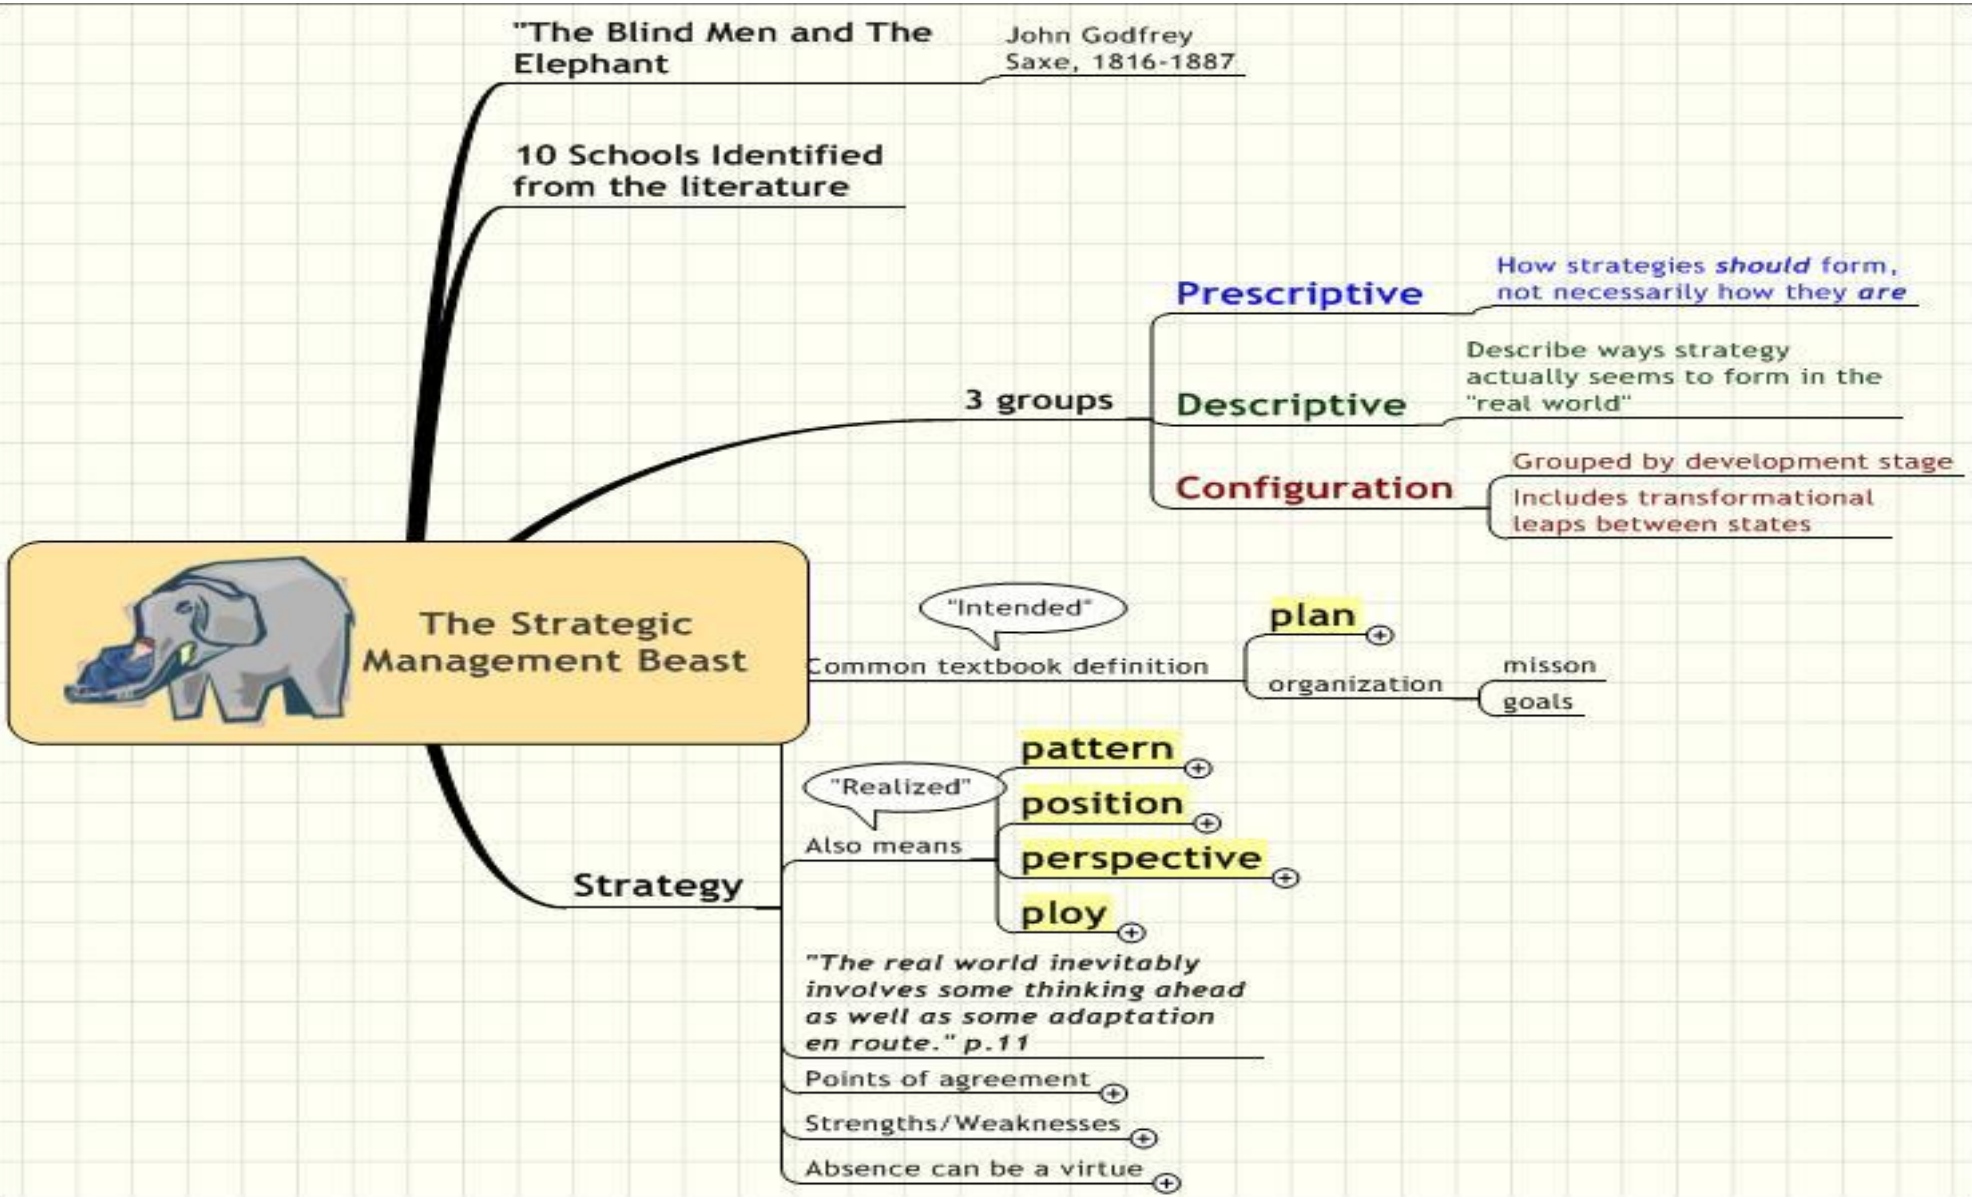 "The Blind Men and The
Elephant
John Godfrey
Saxe, 1816-1887
10 Schools Identified
from the literature
3 groups
Prescriptive
How strategies should form,
not necessarily how they are
Descriptive
Describe ways strategy
actually seems to form in the
"real world"
Configuration
Grouped by development stage
Includes transformational
leaps between states
The Strategic
Management Beast
"Intended"
Common textbook definition
plan
organization
misson
goals
Strategy
"Realized"
Also means
pattern
position
perspective
ploy
"The real world inevitably
involves some thinking ahead
as well as some adaptation
en route." p.11
Points of agreement
Strengths/Weaknesses
Absence can be a virtue